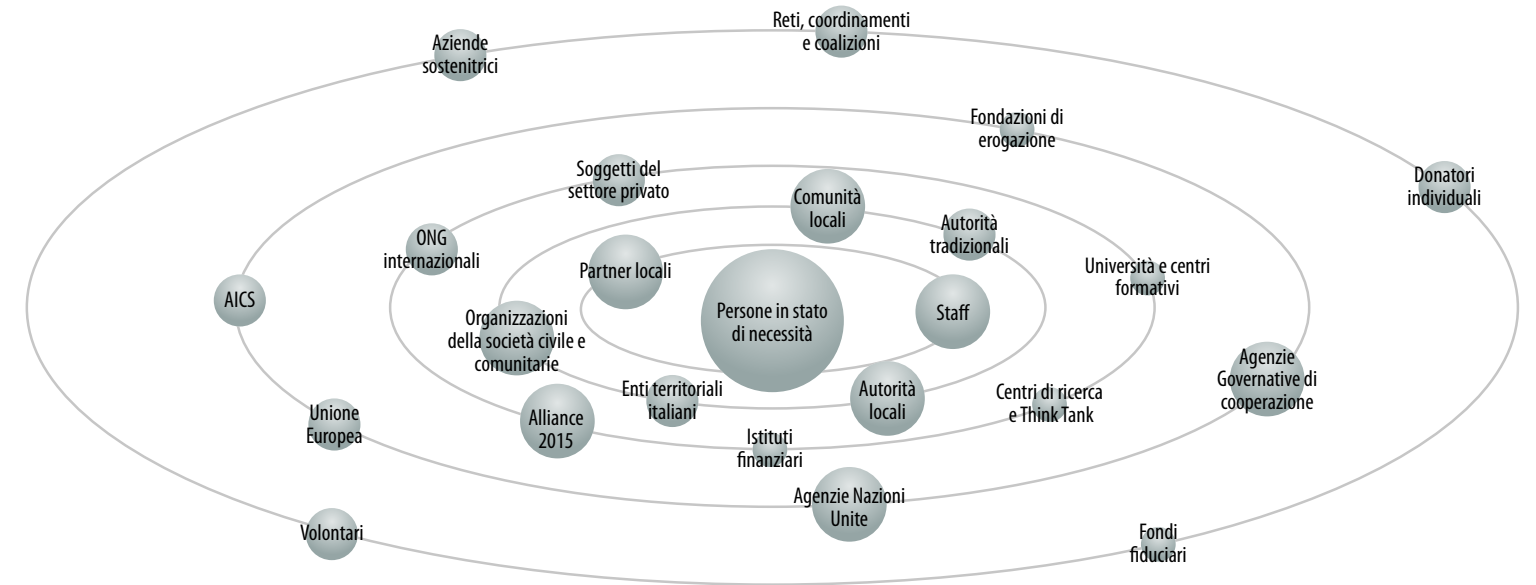 Reti, coordinamenti
e coalizioni
Aziende
sostenitrici
Fondazioni di
erogazione
Donatori
individuali
Soggetti del
settore privato
Comunità
locali
Autorità
tradizionali
ONG
internazionali
Partner locali
Università e centri
formativi
AICS
Persone in stato
di necessità
Staff
Organizzazioni
della società civile e
comunitarie
Agenzie
Governative di
cooperazione
Enti territoriali
italiani
Autorità
locali
Centri di ricerca
e Think Tank
Unione
Europea
Alliance
2015
Istituti
finanziari
Agenzie Nazioni
Unite
Volontari
Fondi
fiduciari